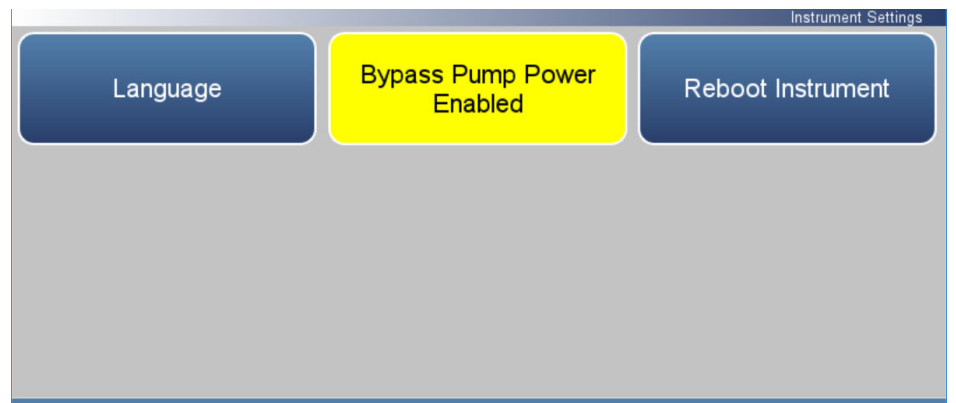 Instrument Settings
Language
Bypass Pump Power
Enabled
Reboot Instrument